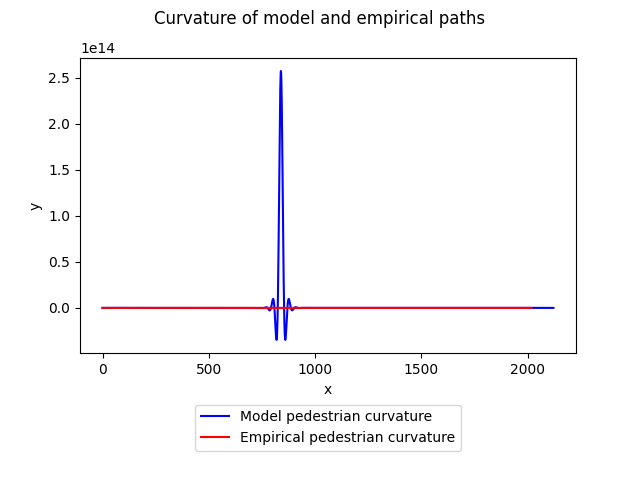 Curvature of model and empirical paths
1e14
2.5
2.0
1.5
1.0
0.5
0.0
y
0 500 1000 1500 2000
x
Model pedestrian curvature
Empirical pedestrian curvature